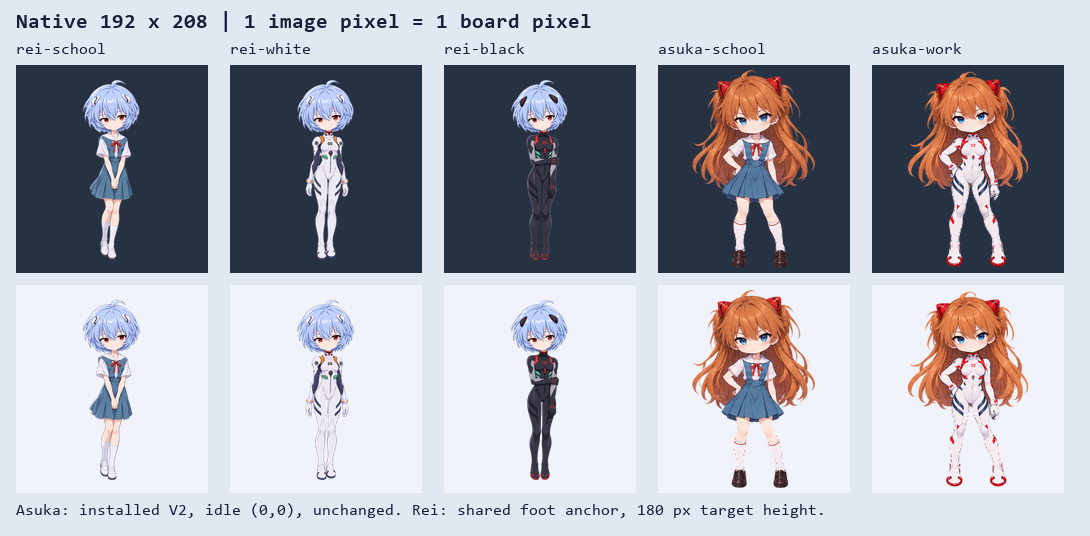 Native 192 x 208 | 1 image pixel = 1 board pixel
rei-school rei-white rei-black asuka-school asuka-work
Asuka: installed V2, idle (0,0), unchanged. Rei: shared foot anchor, 180 px target height.